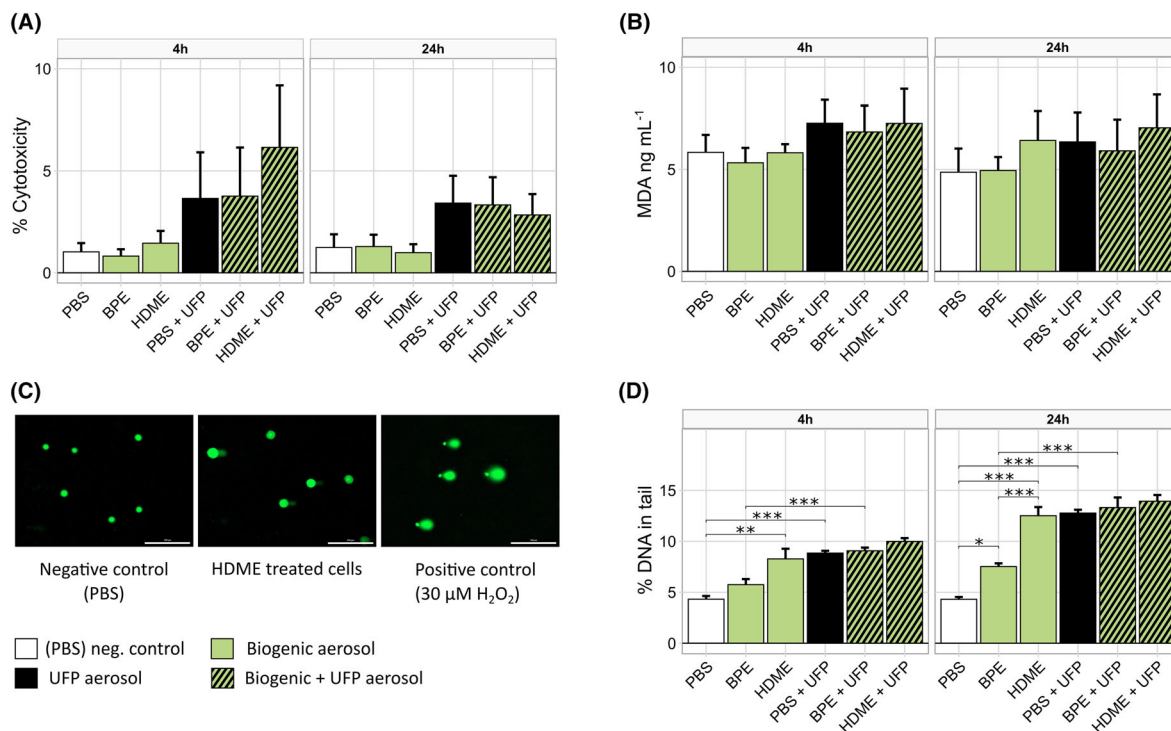 (A)
4h
24h
% Cytotoxicity
10
5
0
PBS
BPE
HDME
PBS + UFP
BPE + UFP
HDME + UFP
PBS
BPE
HDME
PBS + UFP
BPE + UFP
HDME + UFP
(B)
4h
24h
MDA ng mL⁻¹
10
5
0
PBS
BPE
HDME
PBS + UFP
BPE + UFP
HDME + UFP
PBS
BPE
HDME
PBS + UFP
BPE + UFP
HDME + UFP
(C)
Negative control
(PBS)
HDME treated cells
Positive control
(30 µM H₂O₂)
(PBS) neg. control
Biogenic aerosol
UFP aerosol
Biogenic + UFP aerosol
(D)
4h
24h
% DNA in tail
15
10
5
0
***
***
**
***
***
***
***
*
PBS
BPE
HDME
PBS + UFP
BPE + UFP
HDME + UFP
PBS
BPE
HDME
PBS + UFP
BPE + UFP
HDME + UFP